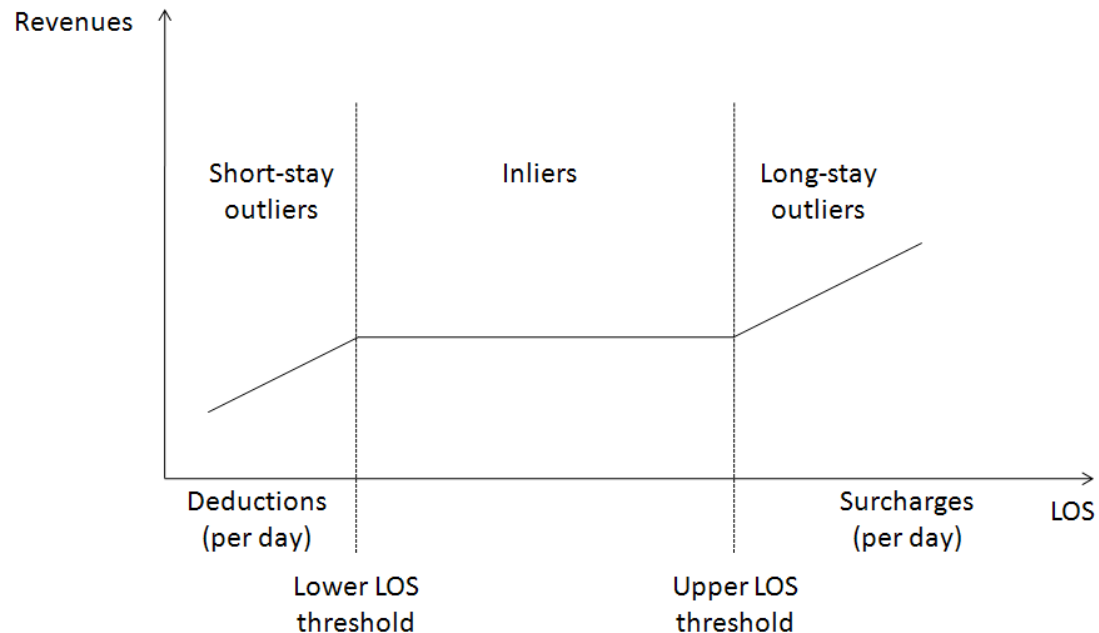 Revenues
Short-stay
outliers
Inliers
Long-stay
outliers
Deductions
(per day)
Surcharges
(per day)
LOS
Lower LOS
threshold
Upper LOS
threshold